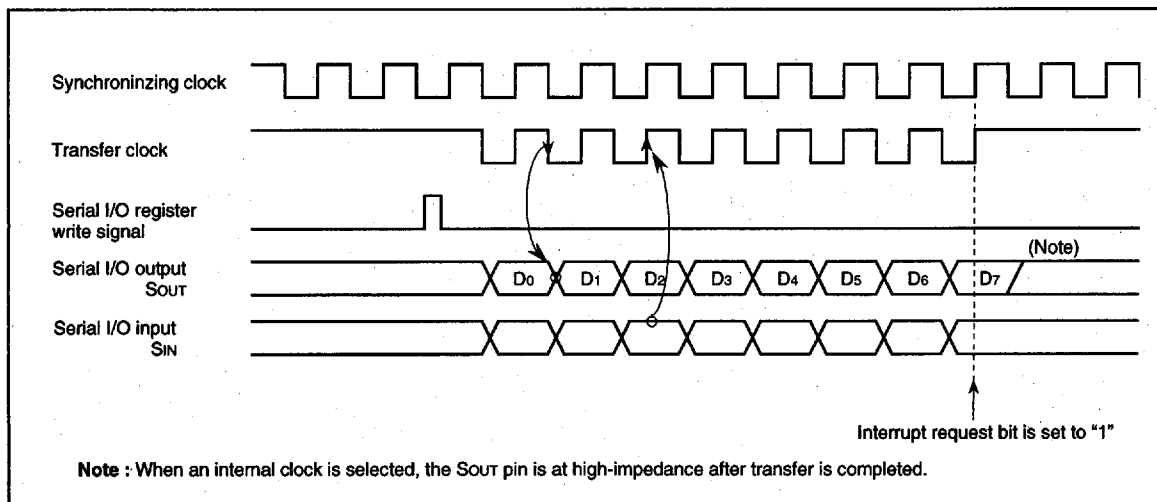 Synchroninzing clock
Transfer clock
Serial I/O register
write signal
(Note)
Serial I/O output
SOUT
D0 D1 D2 D3 D4 D5 D6 D7
Serial I/O input
SIN
Interrupt request bit is set to “1”
Note : When an internal clock is selected, the SOUT pin is at high-impedance after transfer is completed.